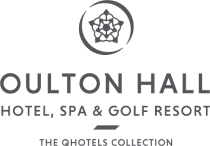 OULTON HALL
HOTEL, SPA & GOLF RESORT
THE QHOTELS COLLECTION